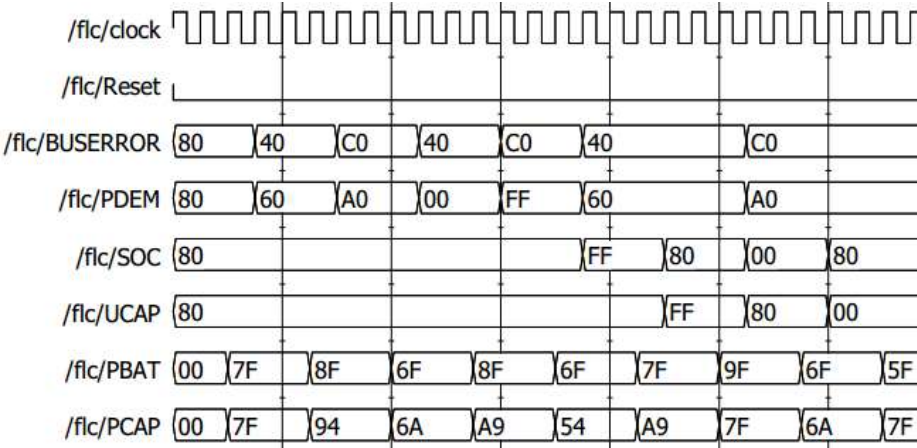 /flc/clock
/flc/Reset
/flc/BUSERROR 80 40 C0 40 C0 40 C0
/flc/PDEM 80 60 A0 00 FF 60 A0
/flc/SOC 80 FF 80 00 80
/flc/UCAP 80 FF 80 00
/flc/PBAT 00 7F 8F 6F 8F 6F 7F 9F 6F 5F
/flc/PCAP 00 7F 94 6A A9 54 A9 7F 6A 7F